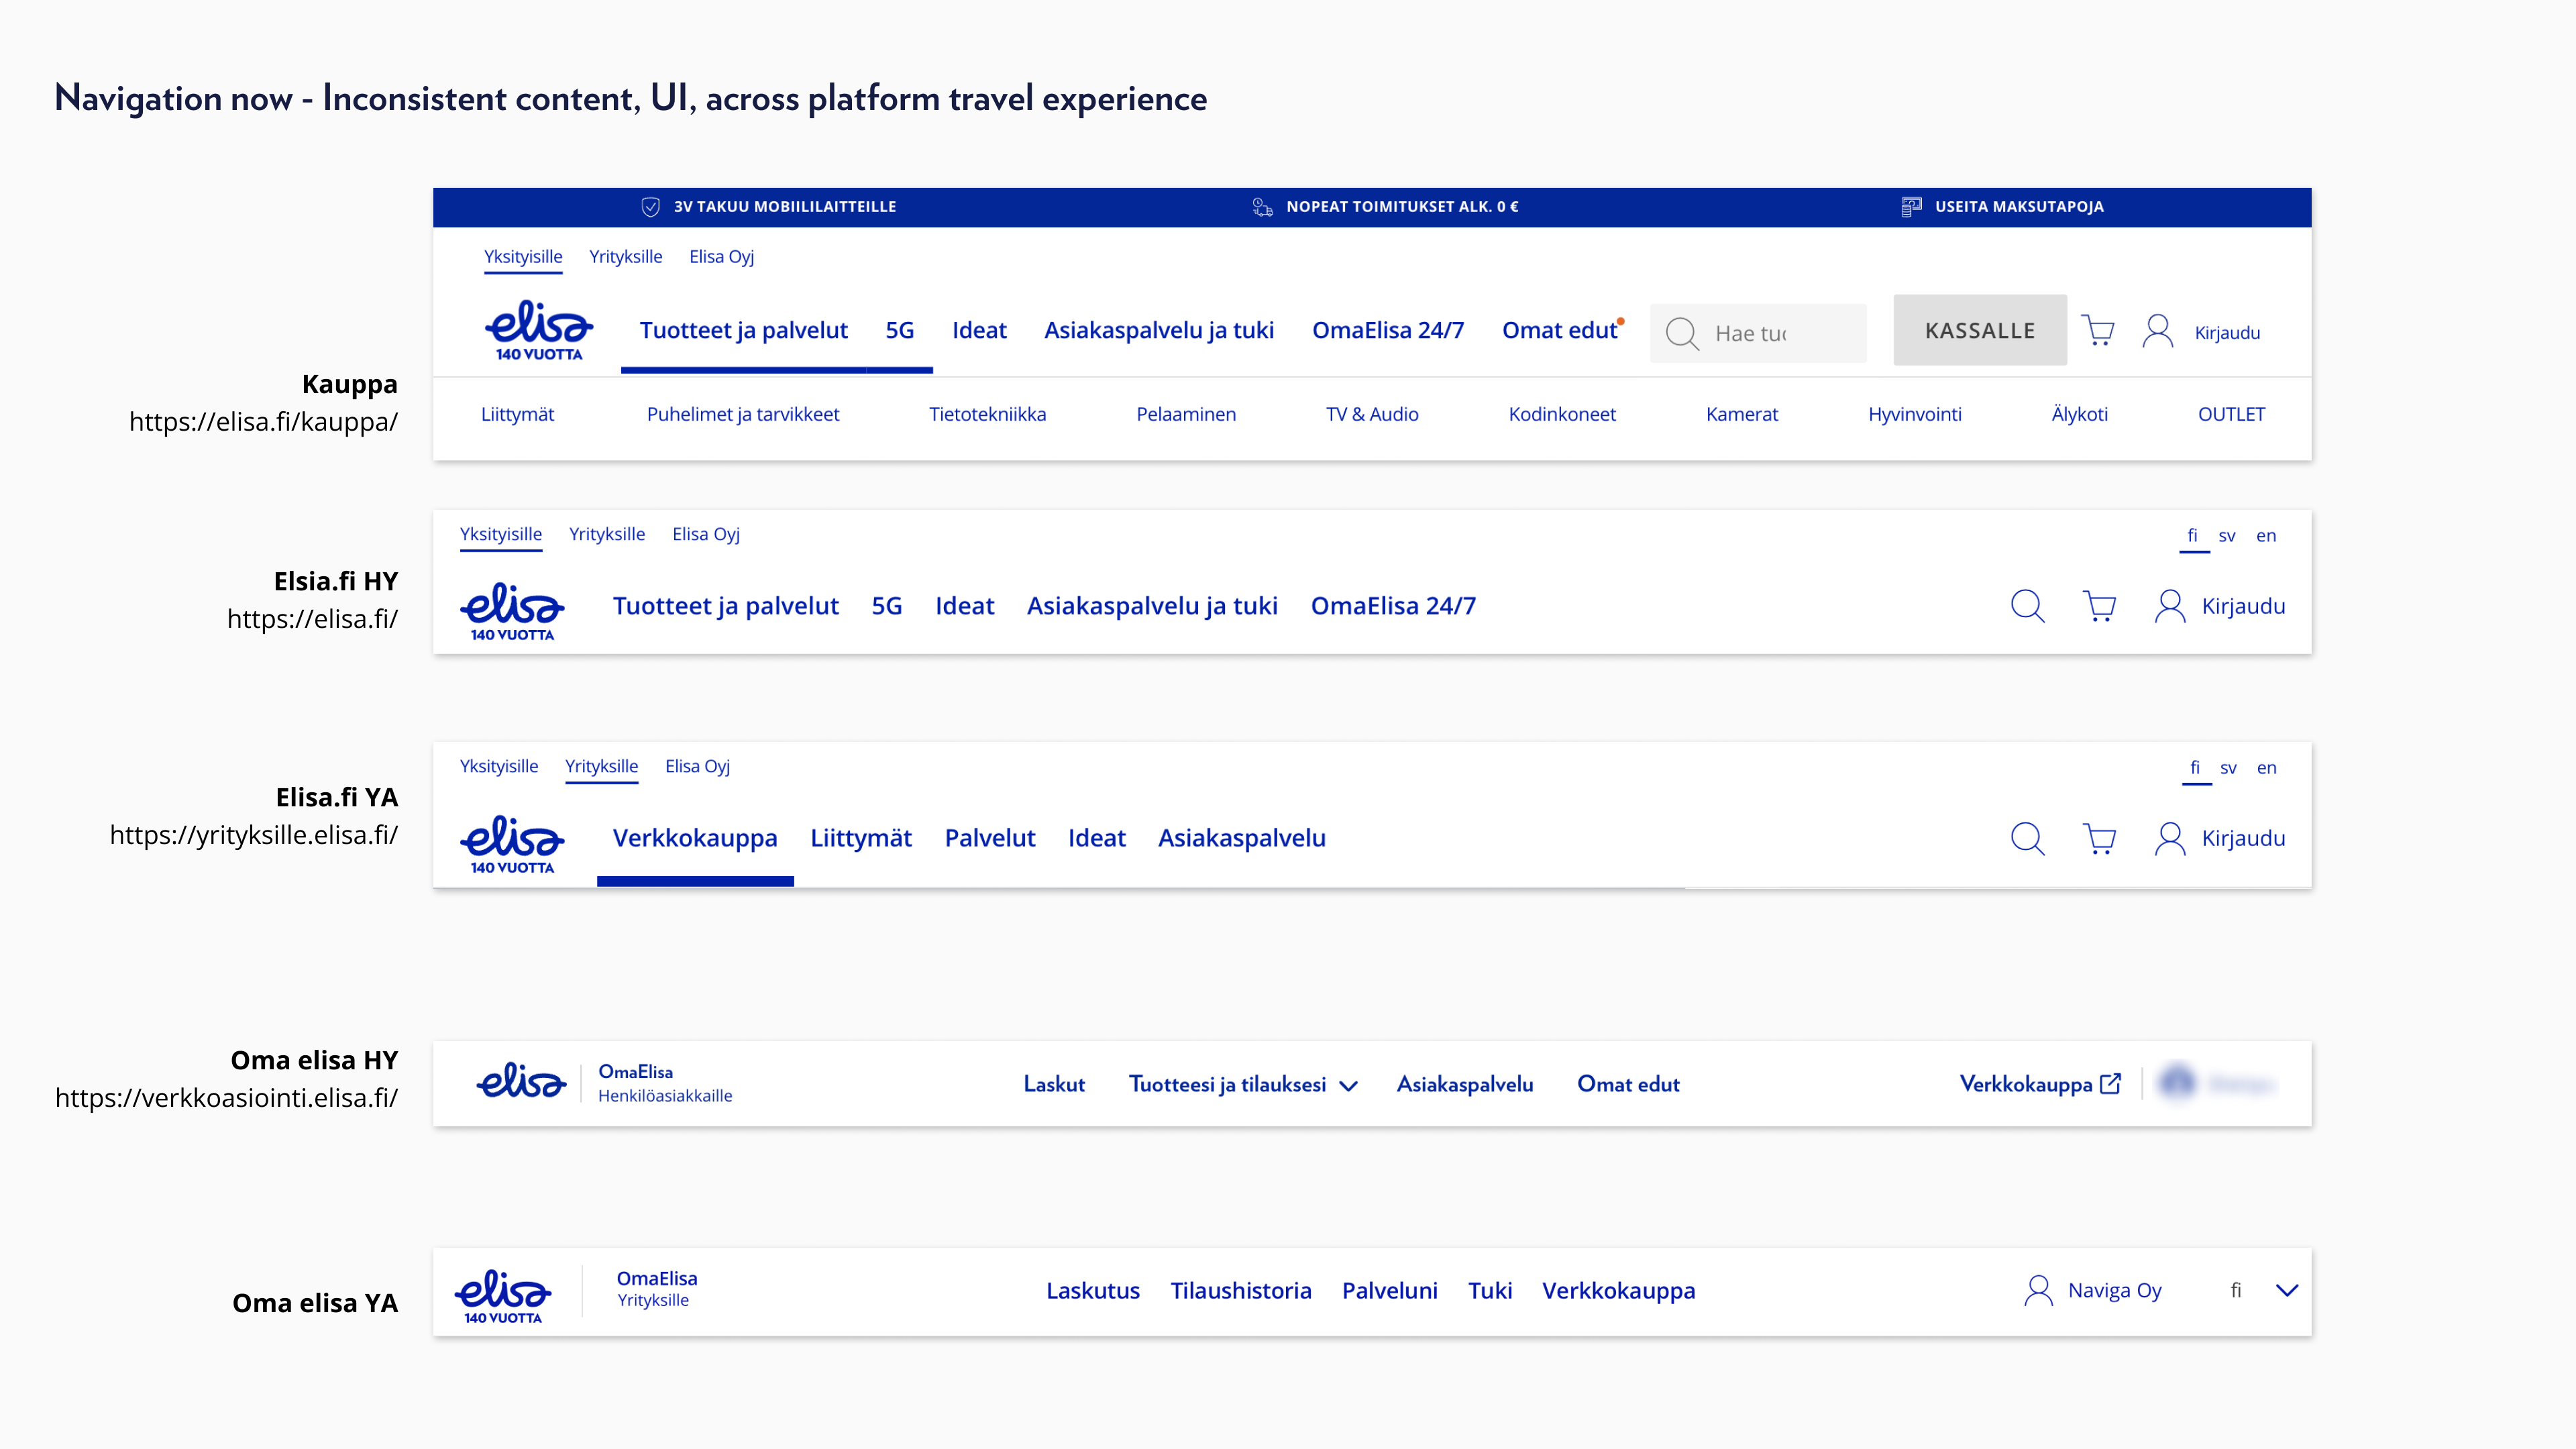 Navigation now - Inconsistent content, UI, across platform travel experience
3V TAKUU MOBIILILAITTEILLE NOPEAT TOIMITUKSET ALK. 0 € USEITA MAKSUTAPOJA
Yksityisille Yrityksille Elisa Oyj
elisa
140 VUOTTA
Tuotteet ja palvelut 5G Ideat Asiakaspalvelu ja tuki OmaElisa 24/7 Omat edut Hae KASSALLE Kirjaudu
Kauppa
https://elisa.fi/kauppa/
Liittymät Puhelimet ja tarvikkeet Tietotekniikka Pelaaminen TV & Audio Kodinkoneet Kamerat Hyvinvointi Älykoti OUTLET
Yksityisille Yrityksille Elisa Oyj fi sv en
Elsia.fi HY
https://elisa.fi/
elisa
140 VUOTTA
Tuotteet ja palvelut 5G Ideat Asiakaspalvelu ja tuki OmaElisa 24/7 Kirjaudu
Yksityisille Yrityksille Elisa Oyj fi sv en
Elisa.fi YA
https://yrityksille.elisa.fi/
elisa
140 VUOTTA
Verkkokauppa Liittymät Palvelut Ideat Asiakaspalvelu Kirjaudu
Oma elisa HY
https://verkkoasiointi.elisa.fi/
elisa
OmaElisa
Henkilöasiakkaille
Laskut Tuotteesi ja tilauksesi Asiakaspalvelu Omat edut Verkkokauppa
Oma elisa YA
elisa
140 VUOTTA
OmaElisa
Yrityksille
Laskutus Tilaushistoria Palveluni Tuki Verkkokauppa Naviga Oy fi